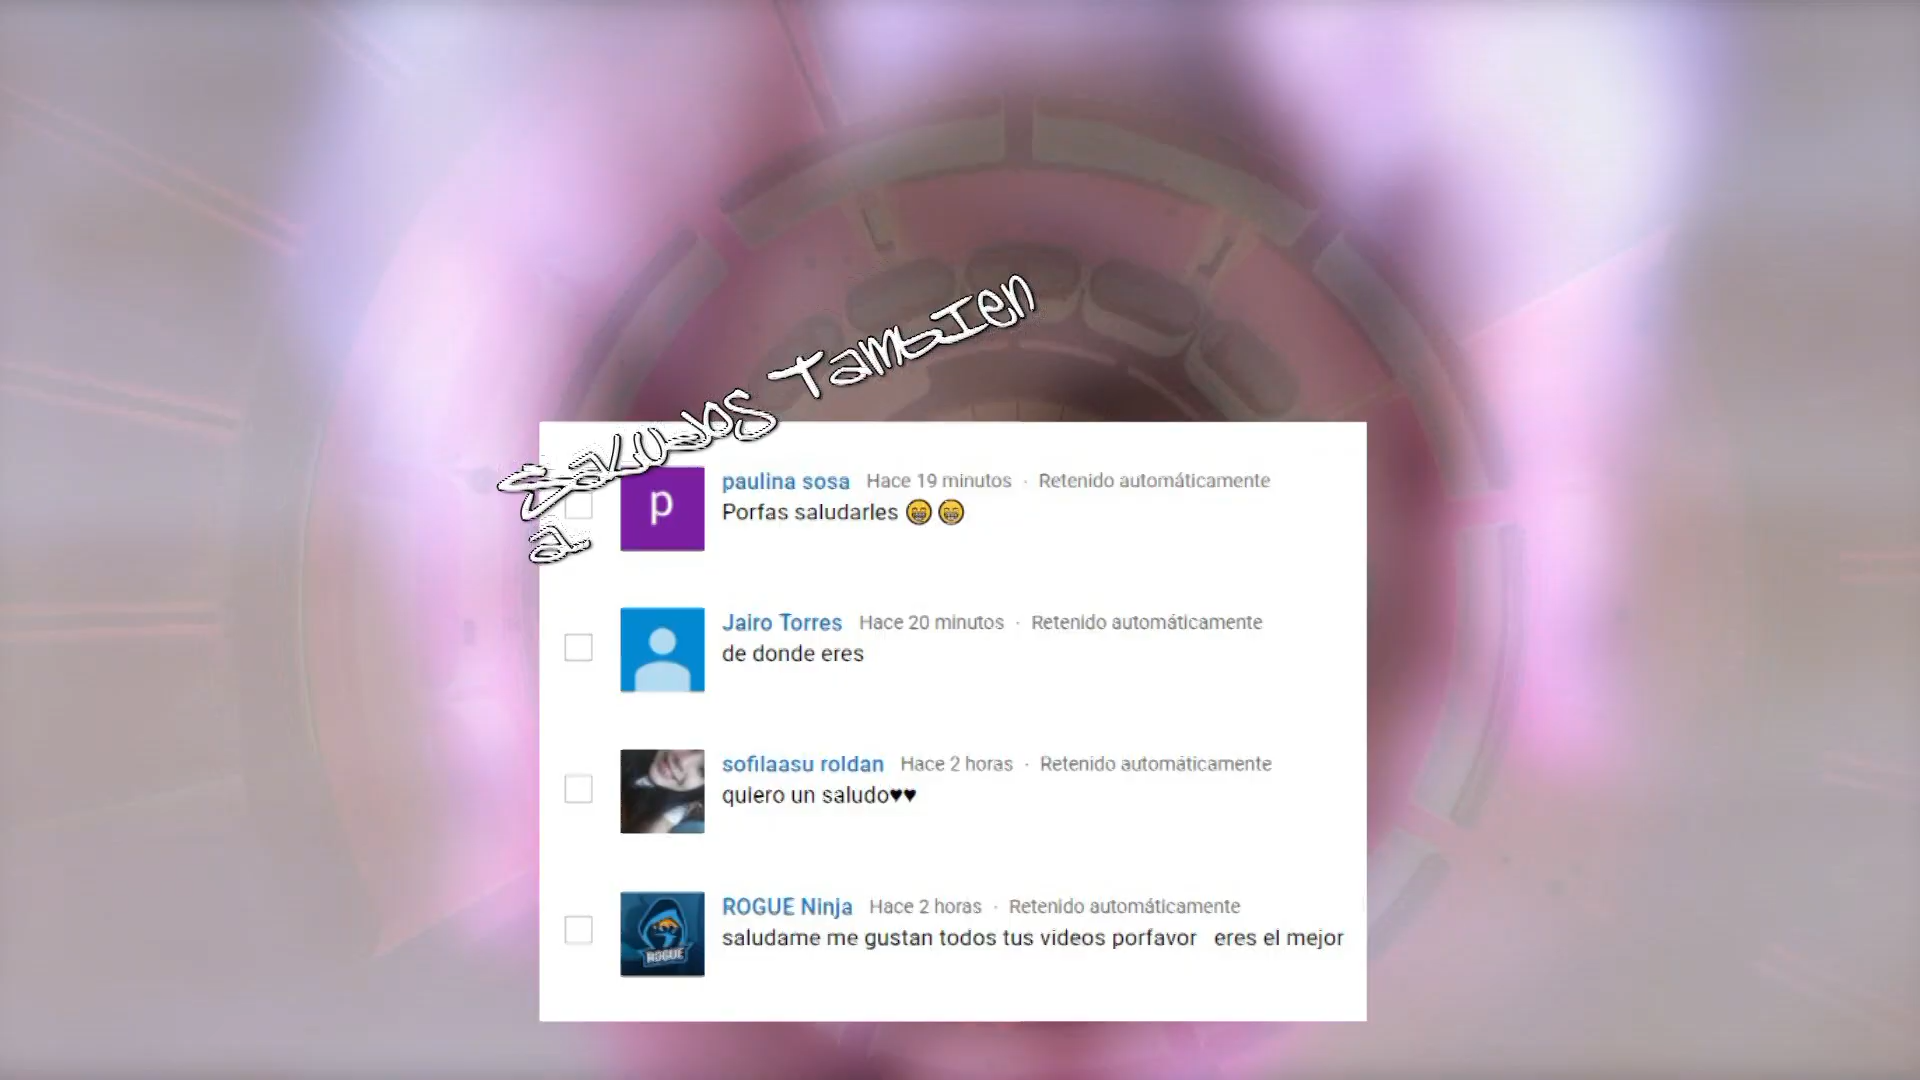 Saludos Tambien
a
p
paulina sosa Hace 19 minutos · Retenido automáticamente
Porfas saludarles 😁😁
Jairo Torres Hace 20 minutos · Retenido automáticamente
de donde eres
sofilaasu roldan Hace 2 horas · Retenido automáticamente
quiero un saludo♥♥
ROGUE
ROGUE Ninja Hace 2 horas · Retenido automáticamente
saludame me gustan todos tus videos porfavor eres el mejor